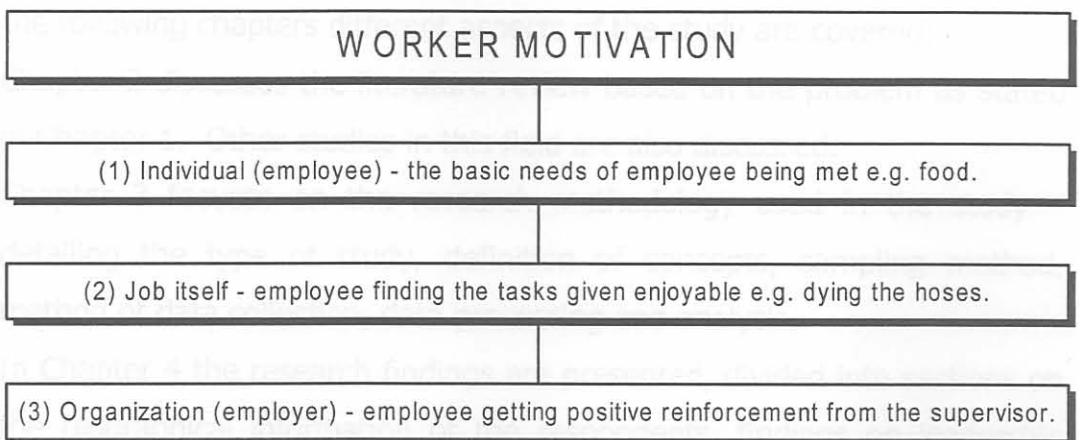 WORKER MOTIVATION
(1) Individual (employee) - the basic needs of employee being met e.g. food.
(2) Job itself - employee finding the tasks given enjoyable e.g. dying the hoses.
(3) Organization (employer) - employee getting positive reinforcement from the supervisor.